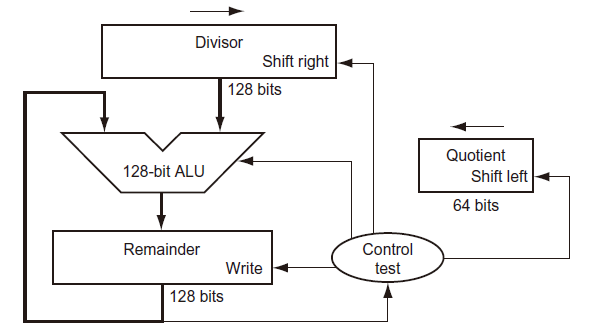 Divisor
Shift right
128 bits
128-bit ALU
Quotient
Shift left
64 bits
Remainder
Write
Control
test
128 bits